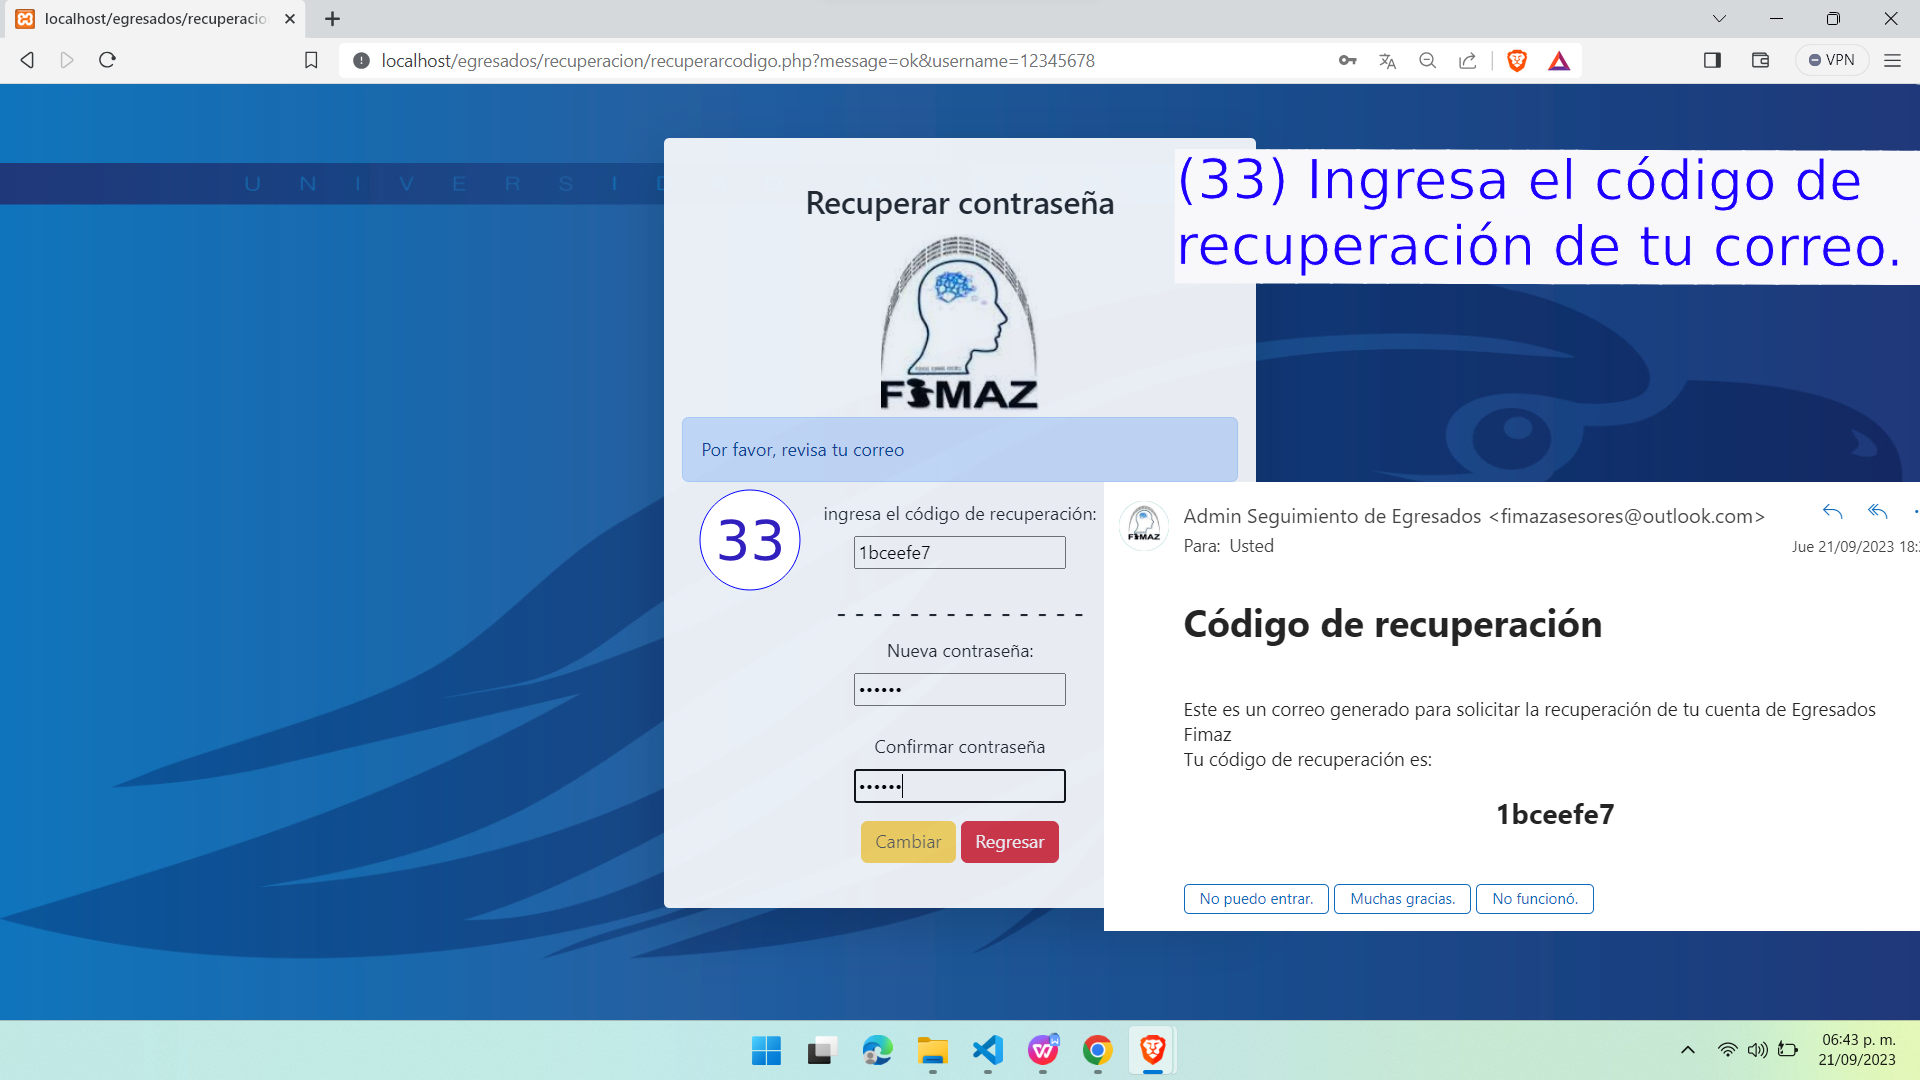 localhost/egresados/recuperacio
localhost/egresados/recuperacion/recuperarcodigo.php?message=ok&username=12345678
VPN
U N I V E R S I D
Recuperar contraseña
(33) Ingresa el código de
recuperación de tu correo.
FIMAZ
Por favor, revisa tu correo
33
ingresa el código de recuperación:
1bceefe7
- - - - - - - - - - - - - -
Nueva contraseña:
••••••
Confirmar contraseña
••••••
Cambiar
Regresar
Admin Seguimiento de Egresados <fimazasesores@outlook.com>
Para: Usted
Jue 21/09/2023 18:
FIMAZ
Código de recuperación
Este es un correo generado para solicitar la recuperación de tu cuenta de Egresados
Fimaz
Tu código de recuperación es:
1bceefe7
No puedo entrar.
Muchas gracias.
No funcionó.
06:43 p. m.
21/09/2023